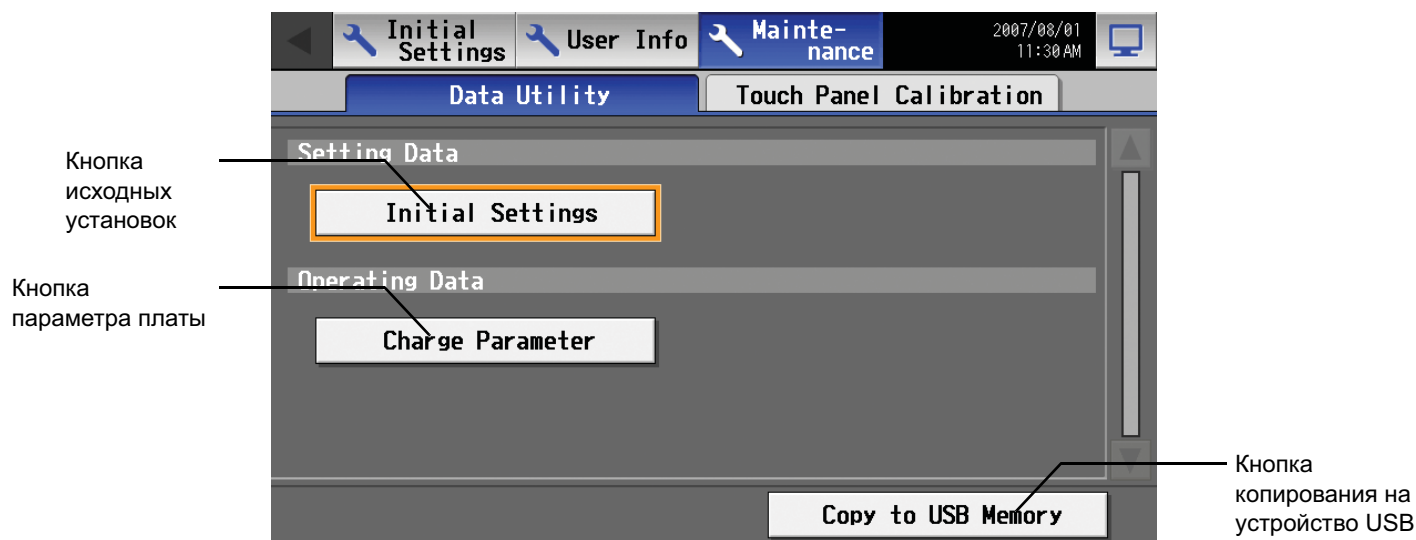 Initial
Settings
User Info
Mainte-
nance
2007/08/01
11:30 AM
Data Utility
Touch Panel Calibration
Setting Data
Кнопка
исходных
установок
Initial Settings
Operating Data
Кнопка
параметра платы
Charge Parameter
Copy to USB Memory
Кнопка
копирования на
устройство USB